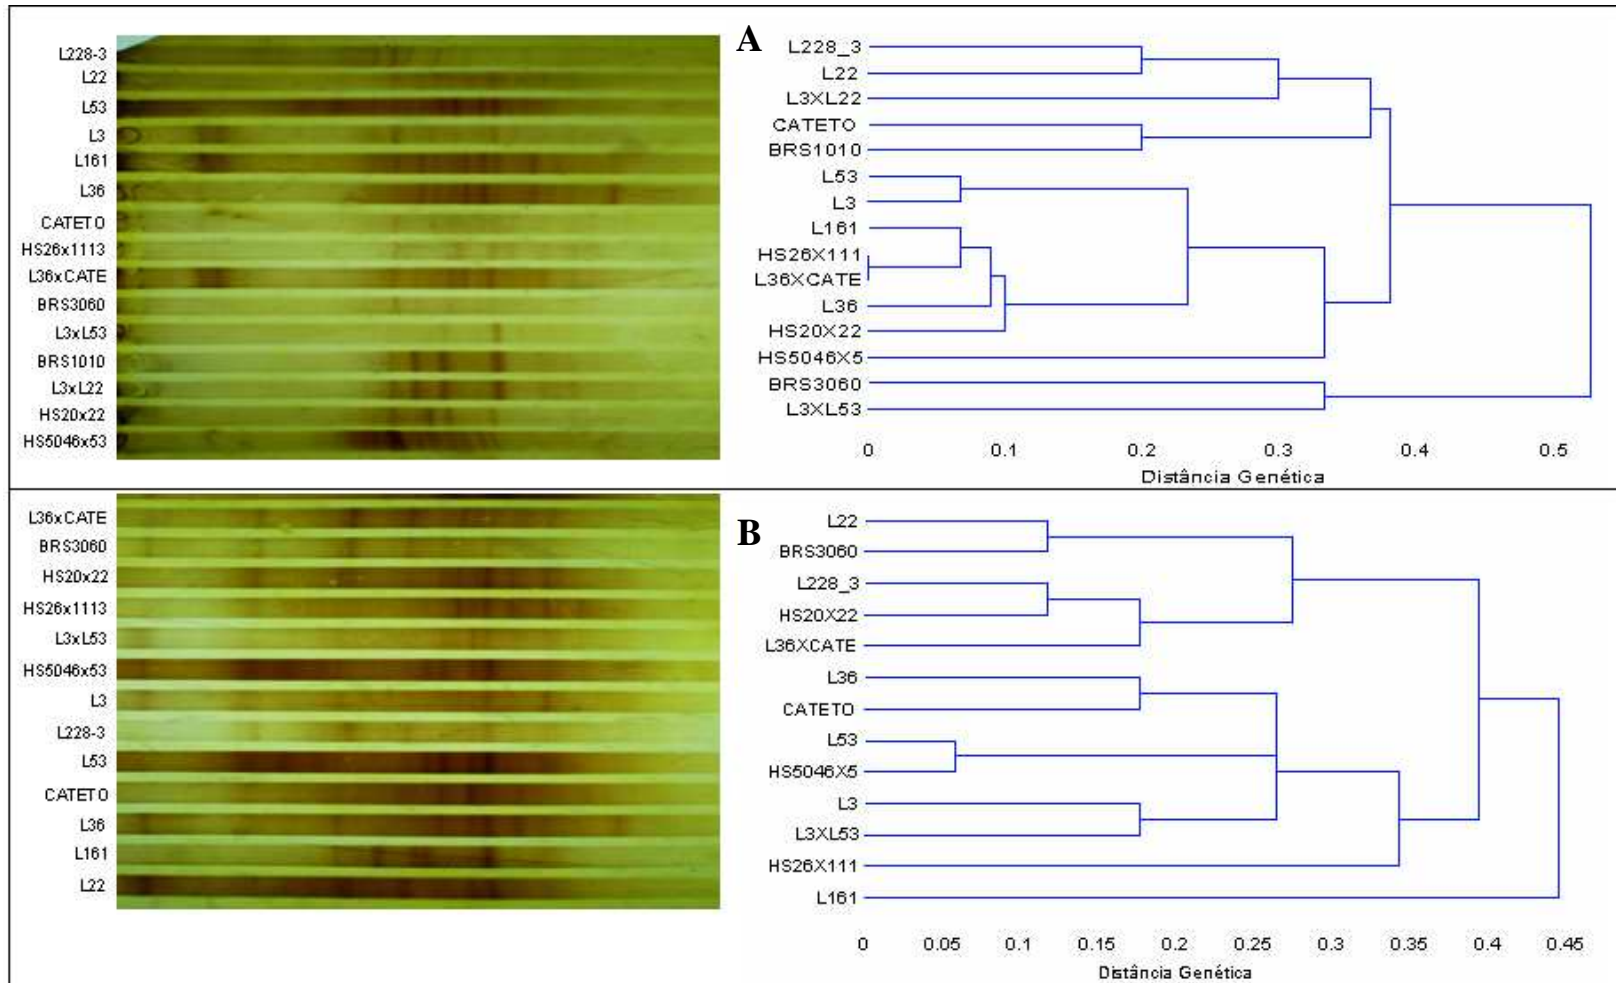 L228-3
L22
L53
L3
L161
L36
CATETO
HS26x1113
L36xCATE
BRS3060
L3xL53
BRS1010
L3xL22
HS20x22
HS5046x53
A
L228_3
L22
L3XL22
CATETO
BRS1010
L53
L3
L161
HS26X111
L36XCATE
L36
HS20X22
HS5046X5
BRS3060
L3XL53
0 0.1 0.2 0.3 0.4 0.5
Distância Genética
L36xCATE
BRS3060
HS20x22
HS26x1113
L3xL53
HS5046x53
L3
L228-3
L53
CATETO
L36
L161
L22
B
L22
BRS3060
L228_3
HS20X22
L36XCATE
L36
CATETO
L53
HS5046X5
L3
L3XL53
HS26X111
L161
0 0.05 0.1 0.15 0.2 0.25 0.3 0.35 0.4 0.45
Distância Genética